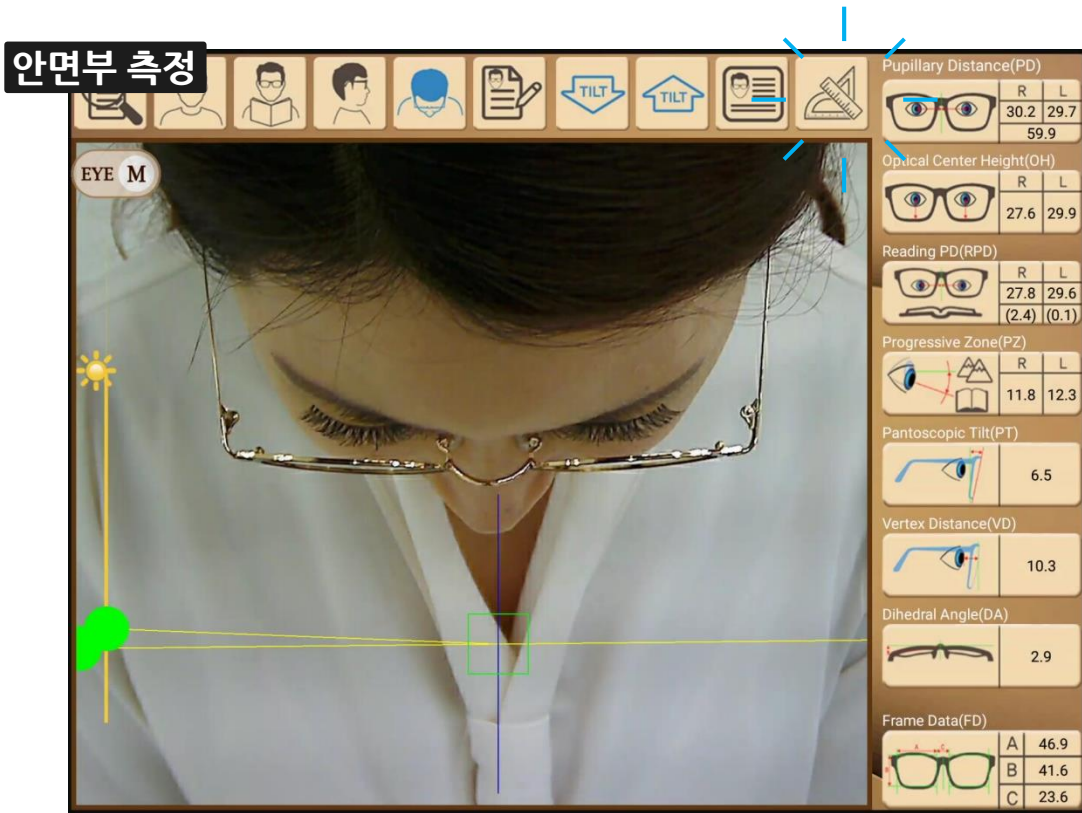 안면부 측정
TILT
TILT
EYE M
Pupillary Distance(PD)
R L
30.2 29.7
59.9
Optical Center Height(OH)
R L
27.6 29.9
Reading PD(RPD)
R L
27.8 29.6
(2.4) (0.1)
Progressive Zone(PZ)
R L
11.8 12.3
Pantoscopic Tilt(PT)
6.5
Vertex Distance(VD)
10.3
Dihedral Angle(DA)
2.9
Frame Data(FD)
A C
B
A 46.9
B 41.6
C 23.6